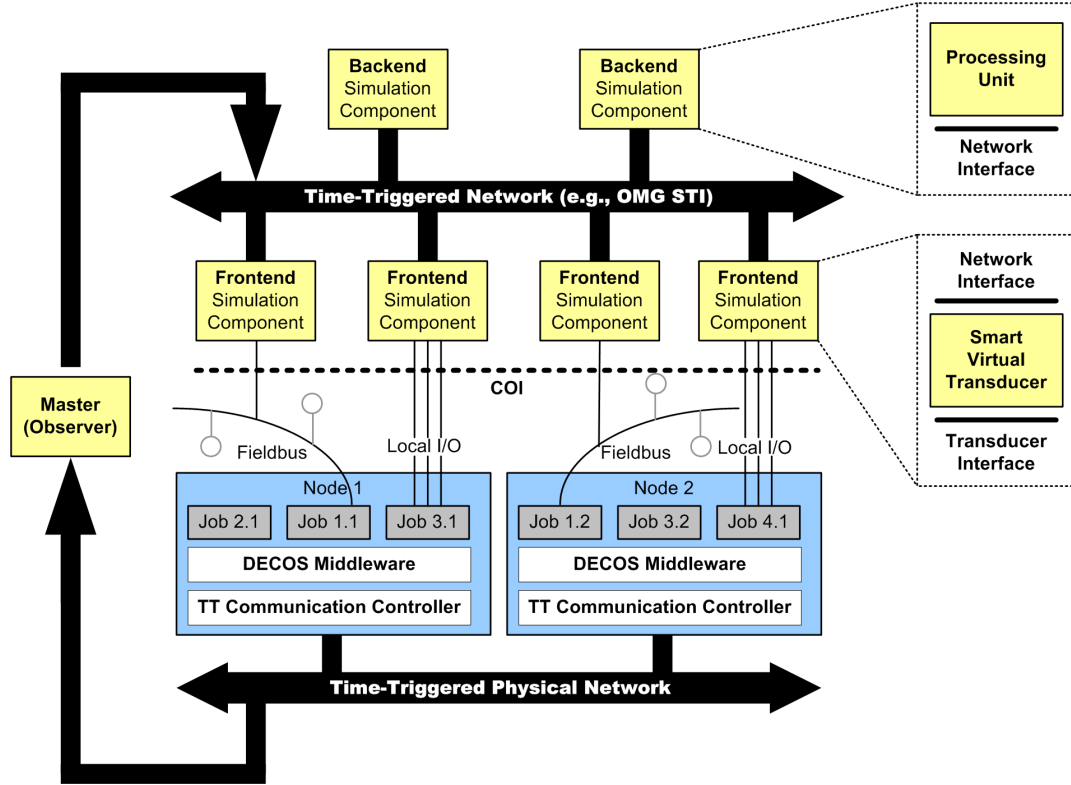 Backend
Simulation
Component
Backend
Simulation
Component
Processing
Unit
Network
Interface
Time-Triggered Network (e.g., OMG STI)
Frontend
Simulation
Component
Frontend
Simulation
Component
Frontend
Simulation
Component
Frontend
Simulation
Component
Network
Interface
Smart
Virtual
Transducer
Transducer
Interface
COI
Master
(Observer)
Fieldbus
Local I/O
Fieldbus
Local I/O
Node 1
Job 2.1
Job 1.1
Job 3.1
DECOS Middleware
TT Communication Controller
Node 2
Job 1.2
Job 3.2
Job 4.1
DECOS Middleware
TT Communication Controller
Time-Triggered Physical Network